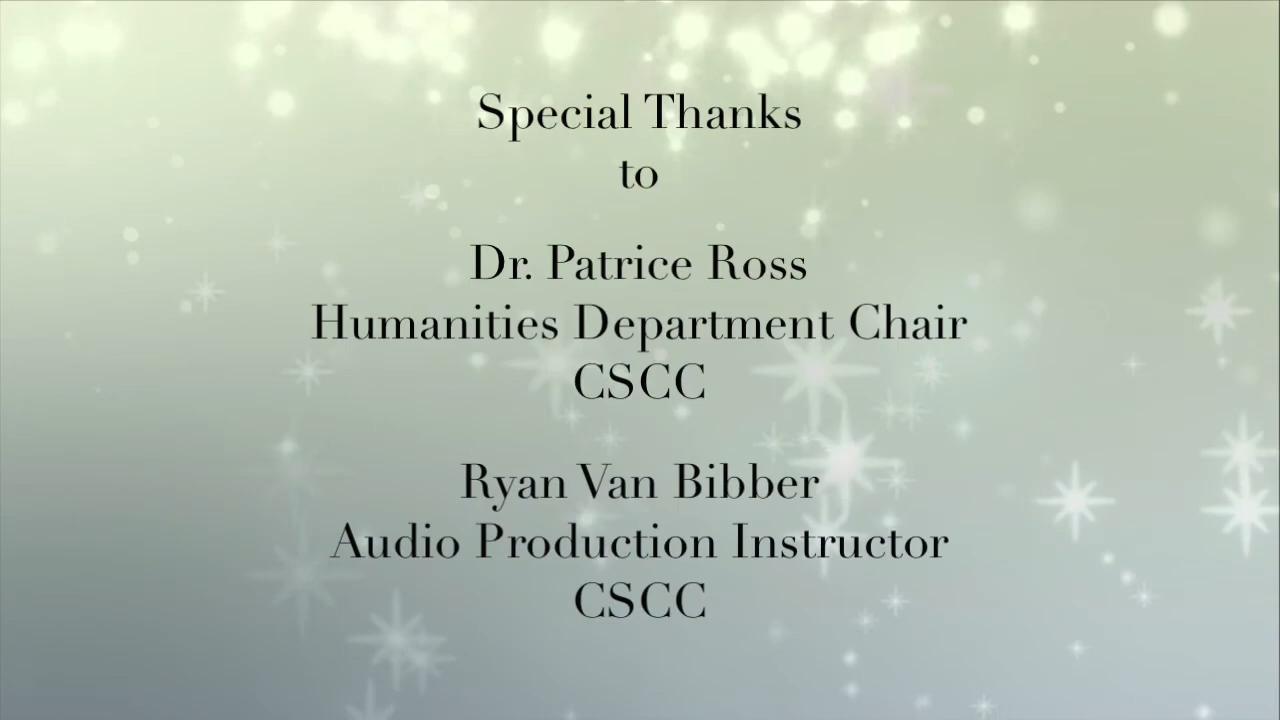 Special Thanks
to
Dr. Patrice Ross
Humanities Department Chair
CSCC
Ryan Van Bibber
Audio Production Instructor
CSCC